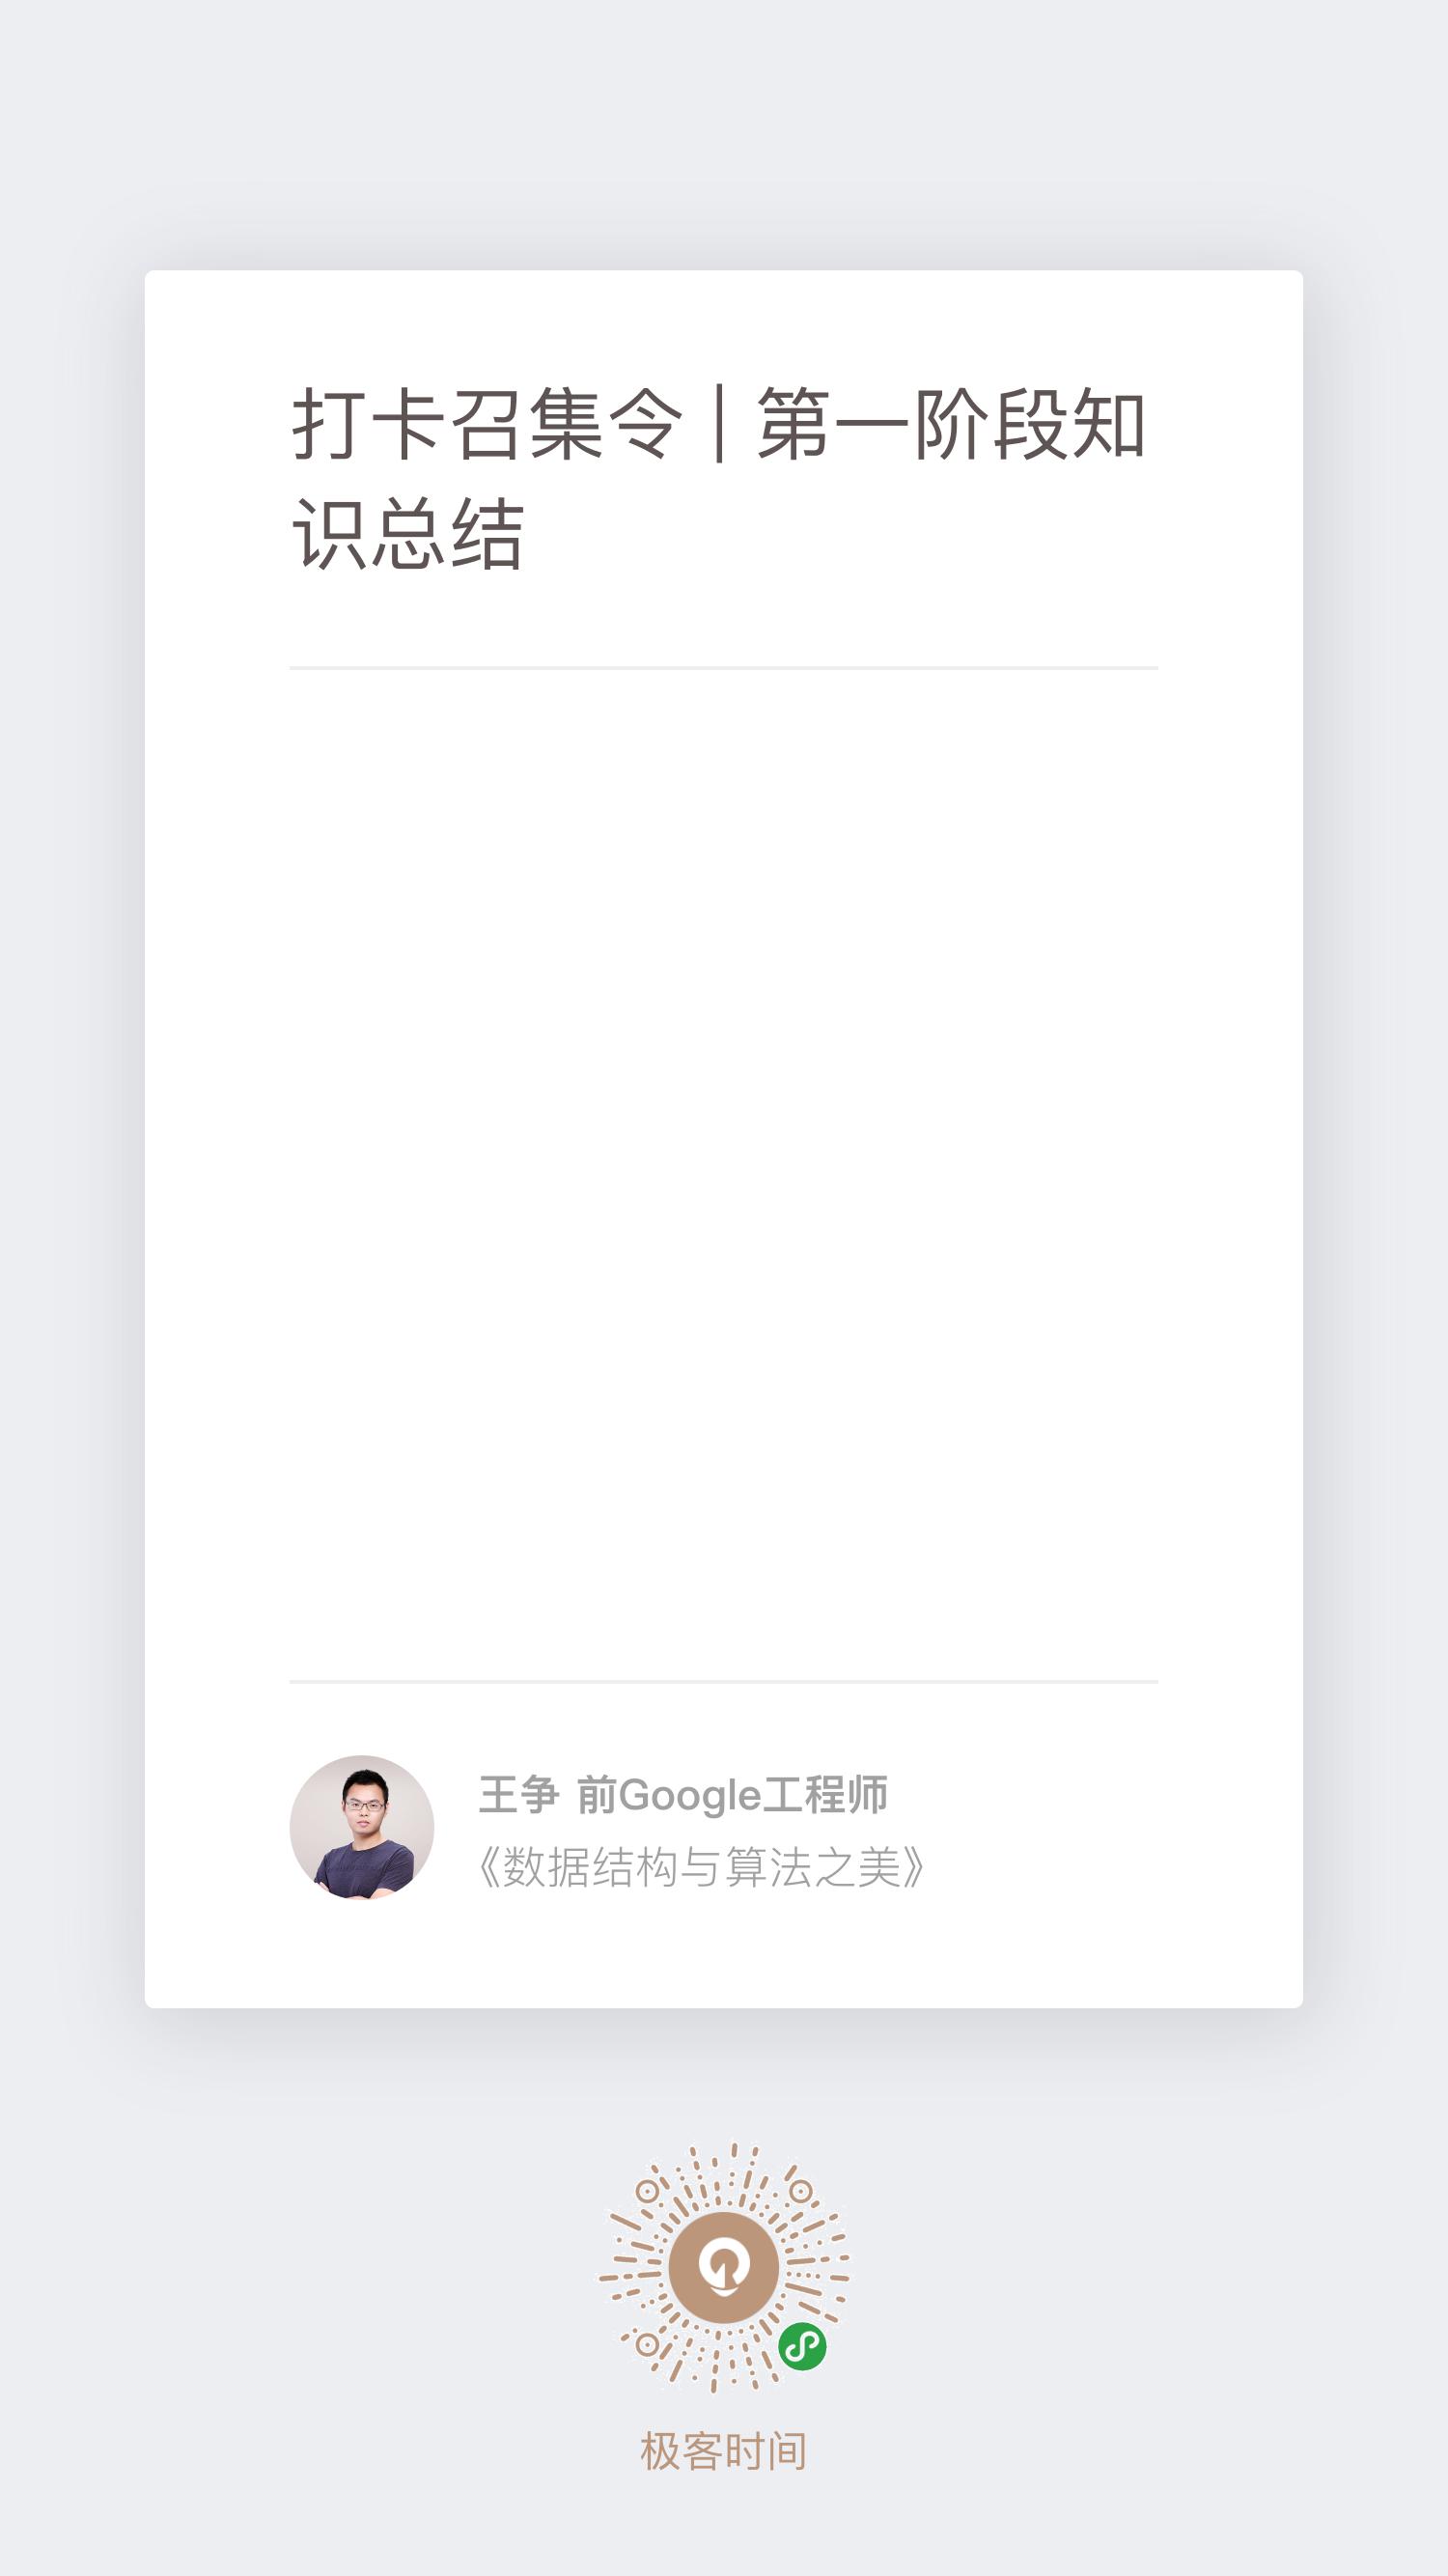 打卡召集令 | 第一阶段知
识总结
王争 前Google工程师
《数据结构与算法之美》
极客时间